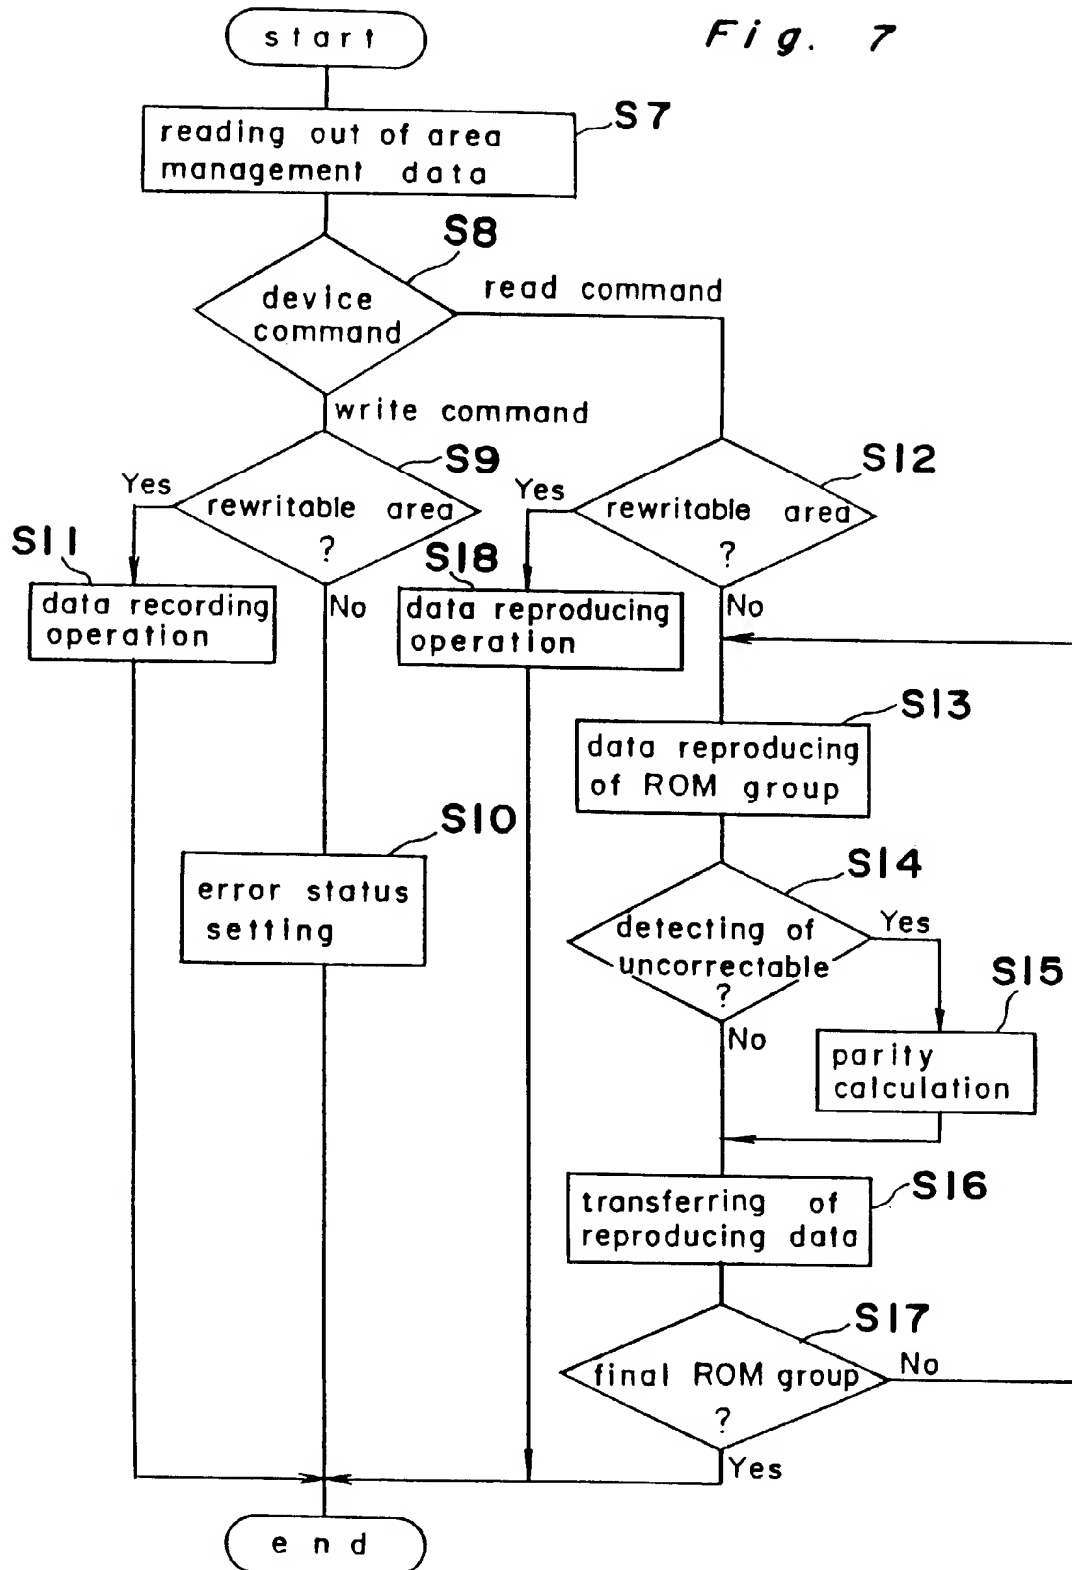 start
Fig. 7
reading out of area
management data
S7
S8
device
command
read command
write command
S9
Yes
rewritable area
?
S12
Yes
rewritable area
?
S11
No
S18
No
data recording
operation
data reproducing
operation
S13
data reproducing
of ROM group
S10
error status
setting
S14
detecting of
uncorrectable
?
Yes
No
S15
parity
calculation
S16
transferring of
reproducing data
S17
final ROM group
?
No
Yes
end